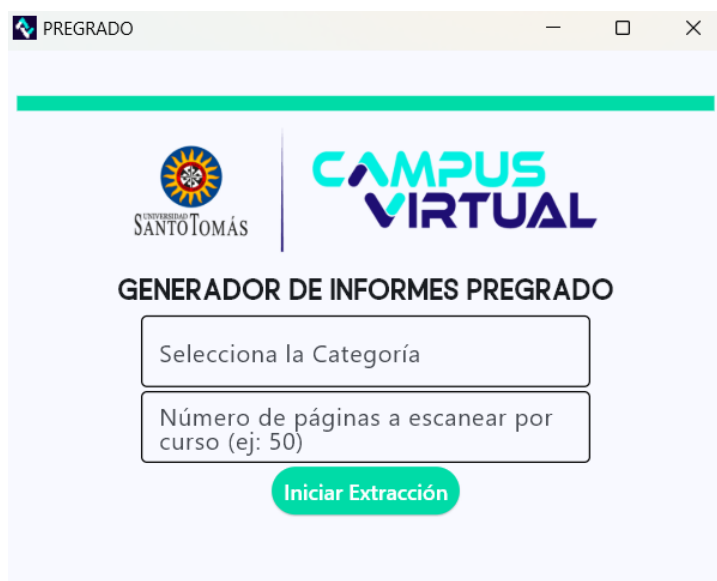 PREGRADO
UNIVERSIDAD
SANTO TOMÁS
CAMPUS
VIRTUAL
GENERADOR DE INFORMES PREGRADO
Selecciona la Categoría
Número de páginas a escanear por
curso (ej: 50)
Iniciar Extracción